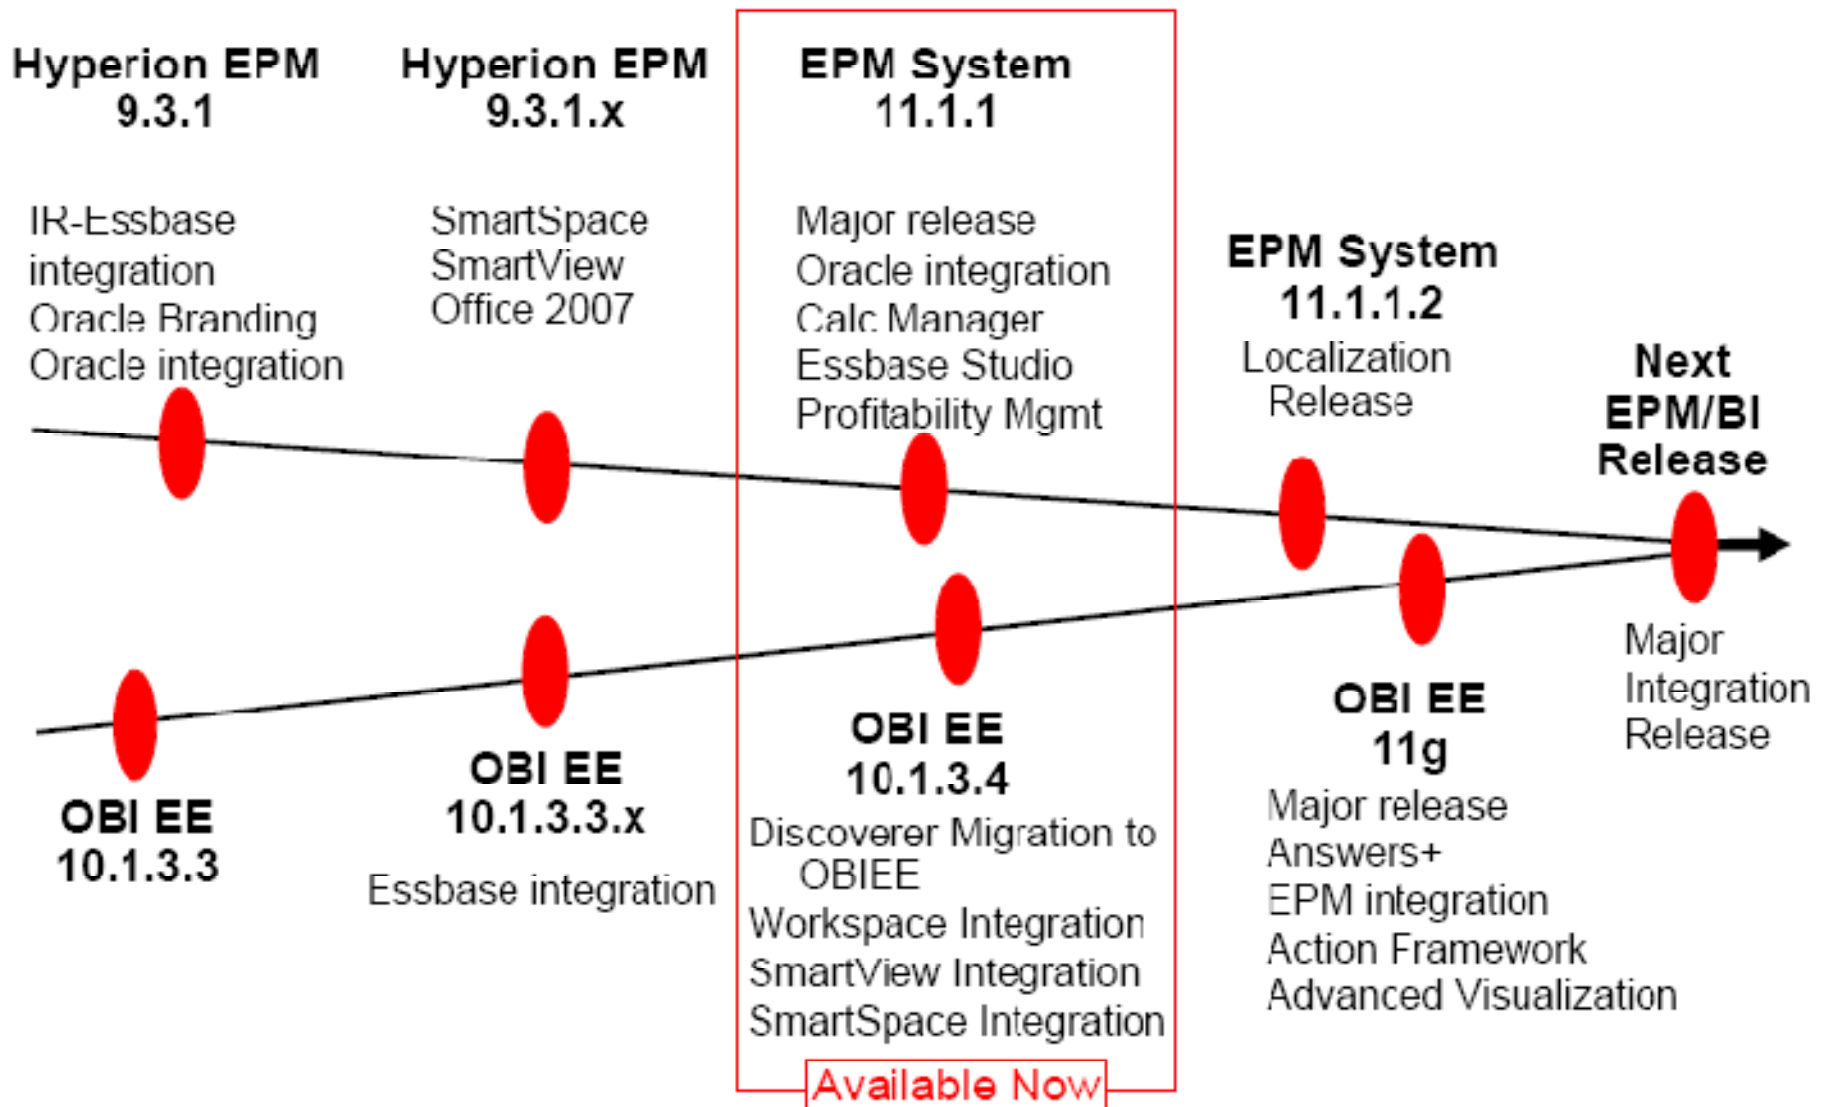 Hyperion EPM
9.3.1
IR-Essbase
integration
Oracle Branding
Oracle integration
Hyperion EPM
9.3.1.x
SmartSpace
SmartView
Office 2007
EPM System
11.1.1
Major release
Oracle integration
Calc Manager
Essbase Studio
Profitability Mgmt
EPM System
11.1.1.2
Localization
Release
Next
EPM/BI
Release
Major
Integration
Release
OBI EE
10.1.3.3
OBI EE
10.1.3.3.x
Essbase integration
OBI EE
10.1.3.4
Discoverer Migration to
OBIEE
Workspace Integration
SmartView Integration
SmartSpace Integration
OBI EE
11g
Major release
Answers+
EPM integration
Action Framework
Advanced Visualization
Available Now